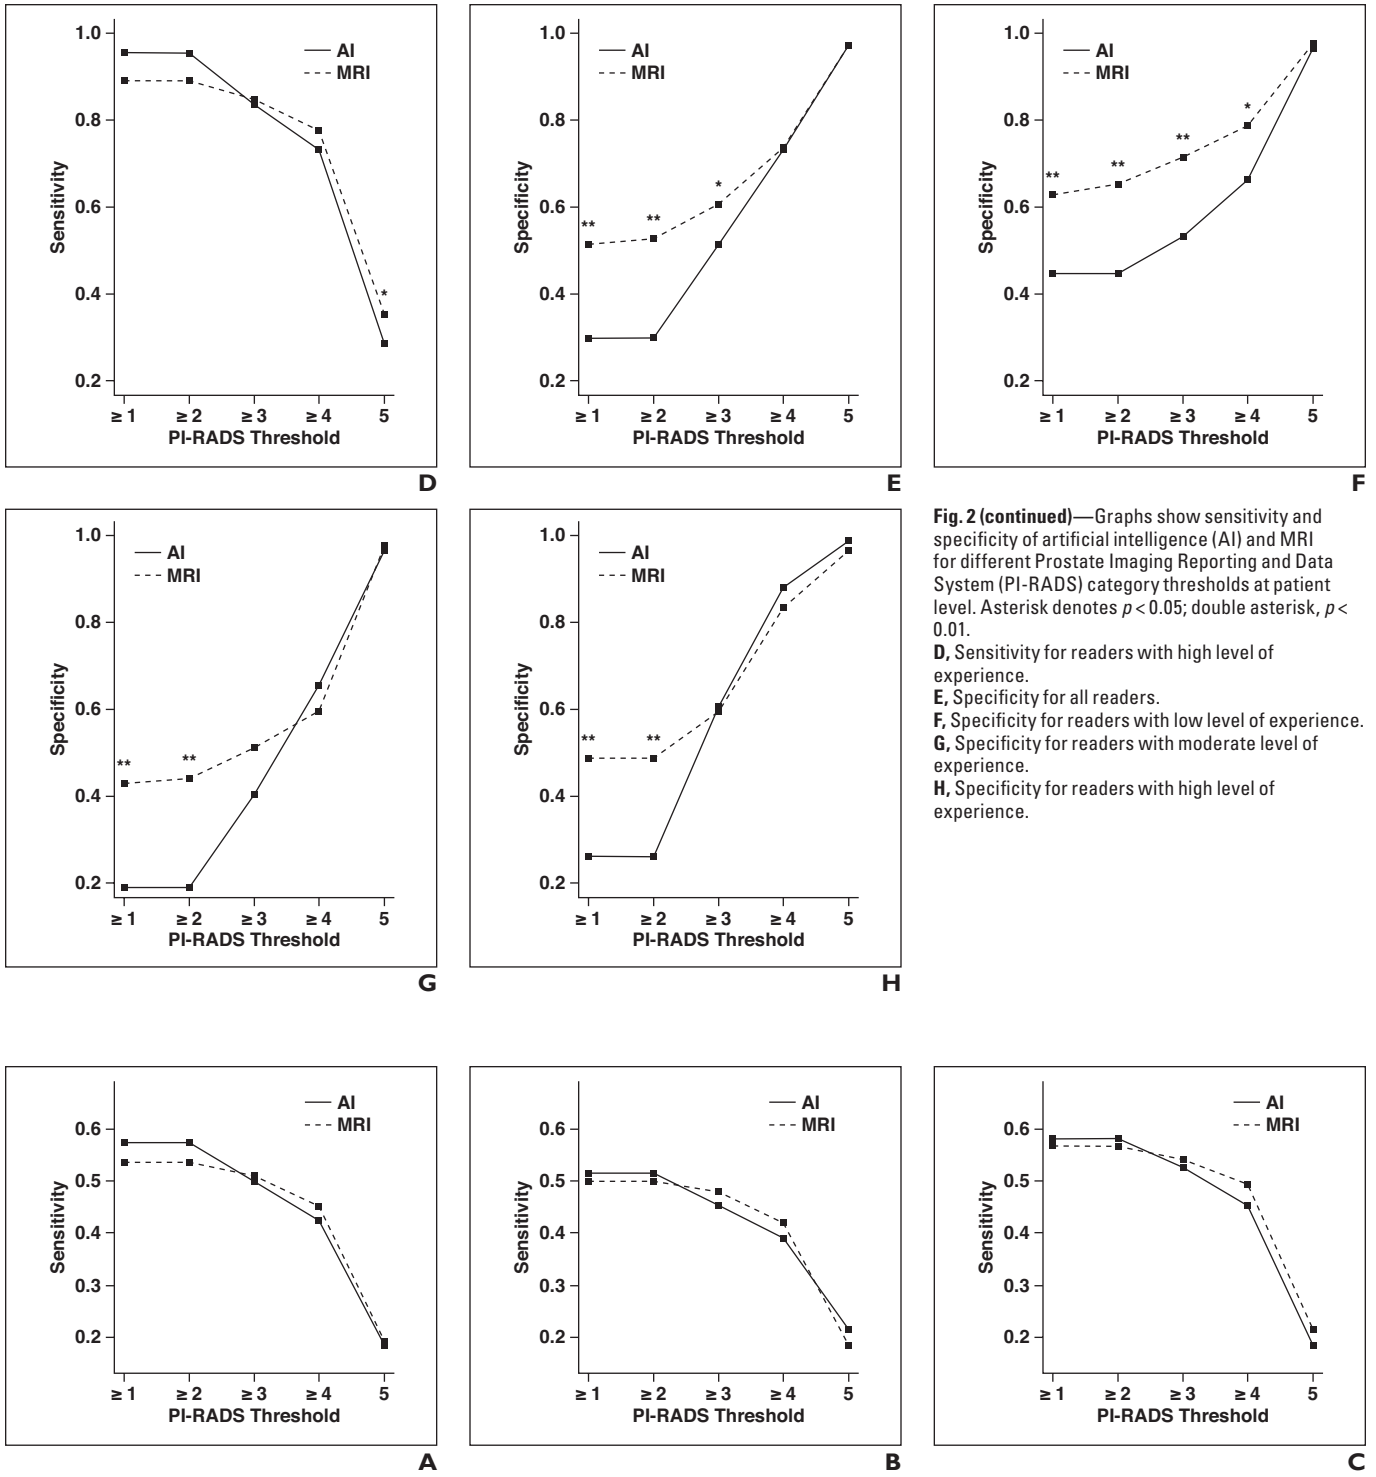 1.0
0.8
0.6
0.4
0.2
Sensitivity
AI
MRI
*
≥ 1 ≥ 2 ≥ 3 ≥ 4 5
PI-RADS Threshold
D
1.0
0.8
0.6
0.4
0.2
Specificity
AI
MRI
** ** *
≥ 1 ≥ 2 ≥ 3 ≥ 4 5
PI-RADS Threshold
E
1.0
0.8
0.6
0.4
0.2
Specificity
AI
MRI
** ** ** *
≥ 1 ≥ 2 ≥ 3 ≥ 4 5
PI-RADS Threshold
F
1.0
0.8
0.6
0.4
0.2
Specificity
AI
MRI
** **
≥ 1 ≥ 2 ≥ 3 ≥ 4 5
PI-RADS Threshold
G
1.0
0.8
0.6
0.4
0.2
Specificity
AI
MRI
** **
≥ 1 ≥ 2 ≥ 3 ≥ 4 5
PI-RADS Threshold
H
Fig. 2 (continued)—Graphs show sensitivity and
specificity of artificial intelligence (AI) and MRI
for different Prostate Imaging Reporting and Data
System (PI-RADS) category thresholds at patient
level. Asterisk denotes p < 0.05; double asterisk, p <
0.01.
D, Sensitivity for readers with high level of
experience.
E, Specificity for all readers.
F, Specificity for readers with low level of experience.
G, Specificity for readers with moderate level of
experience.
H, Specificity for readers with high level of
experience.
0.6
0.5
0.4
0.3
0.2
Sensitivity
AI
MRI
≥ 1 ≥ 2 ≥ 3 ≥ 4 5
PI-RADS Threshold
A
0.6
0.5
0.4
0.3
0.2
Sensitivity
AI
MRI
≥ 1 ≥ 2 ≥ 3 ≥ 4 5
PI-RADS Threshold
B
0.6
0.5
0.4
0.3
0.2
Sensitivity
AI
MRI
≥ 1 ≥ 2 ≥ 3 ≥ 4 5
PI-RADS Threshold
C